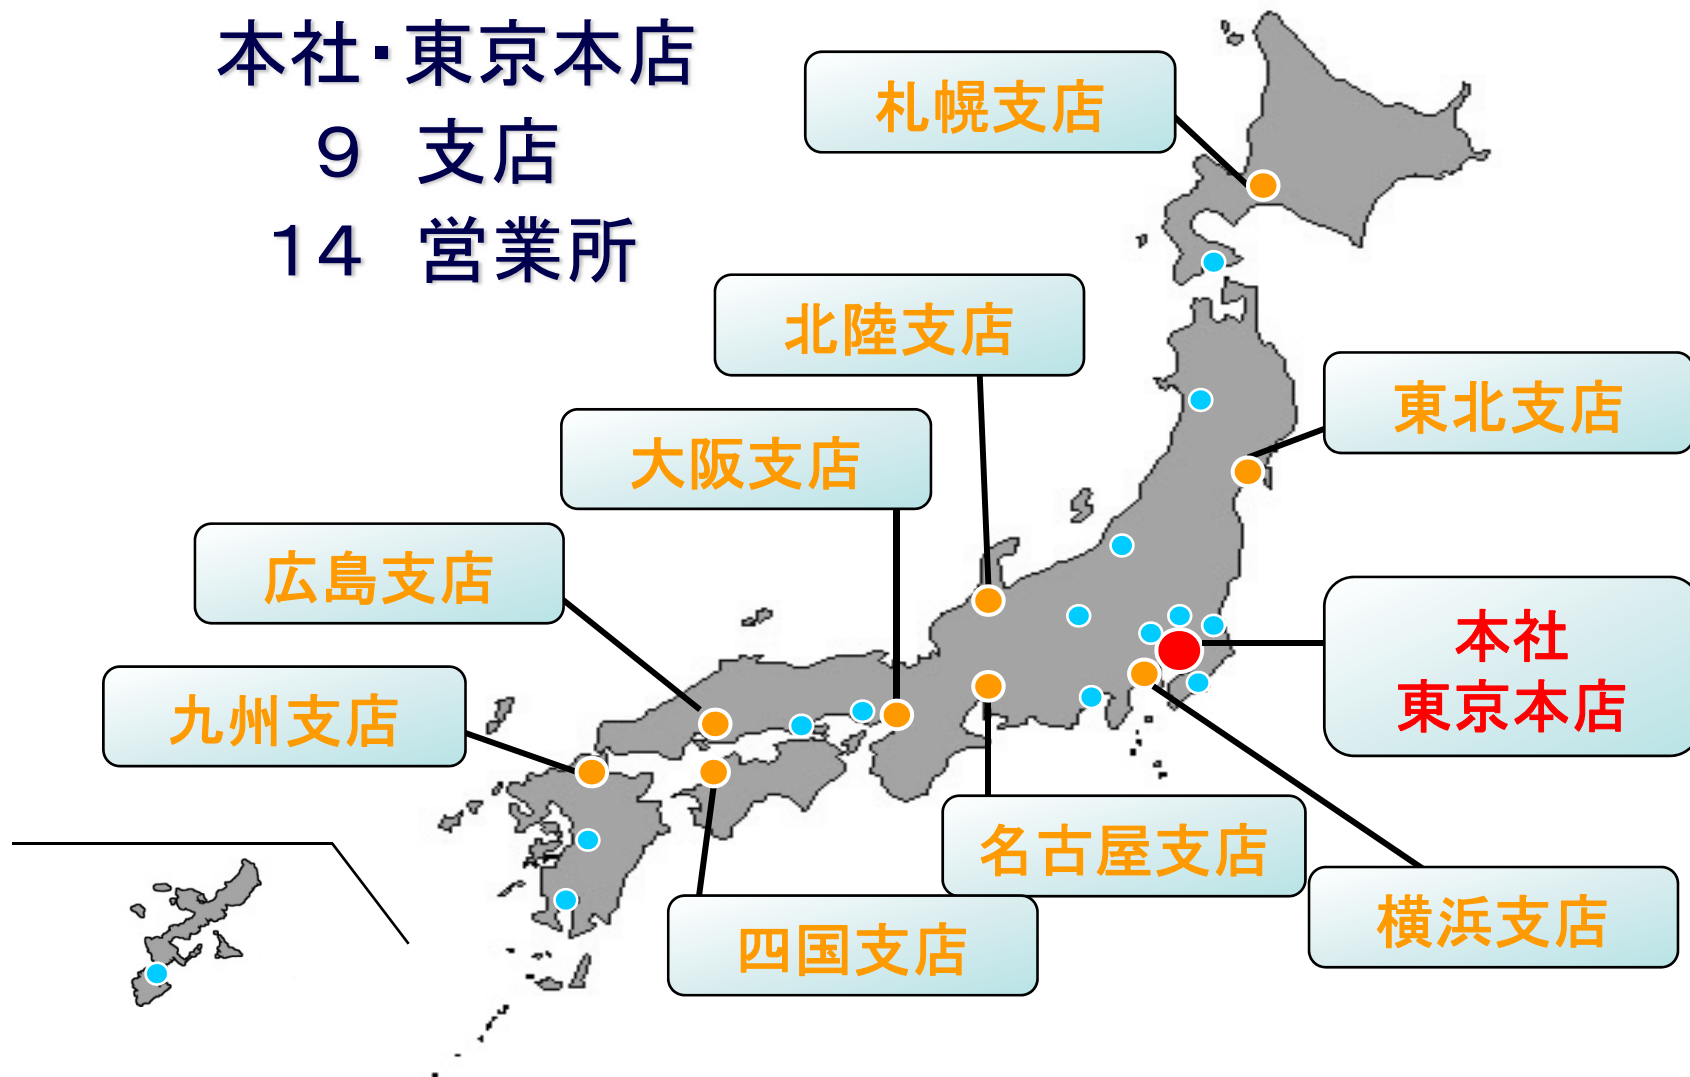 本社・東京本店
９　支店
１４　営業所
札幌支店
北陸支店
東北支店
大阪支店
広島支店
本社
東京本店
九州支店
名古屋支店
横浜支店
四国支店